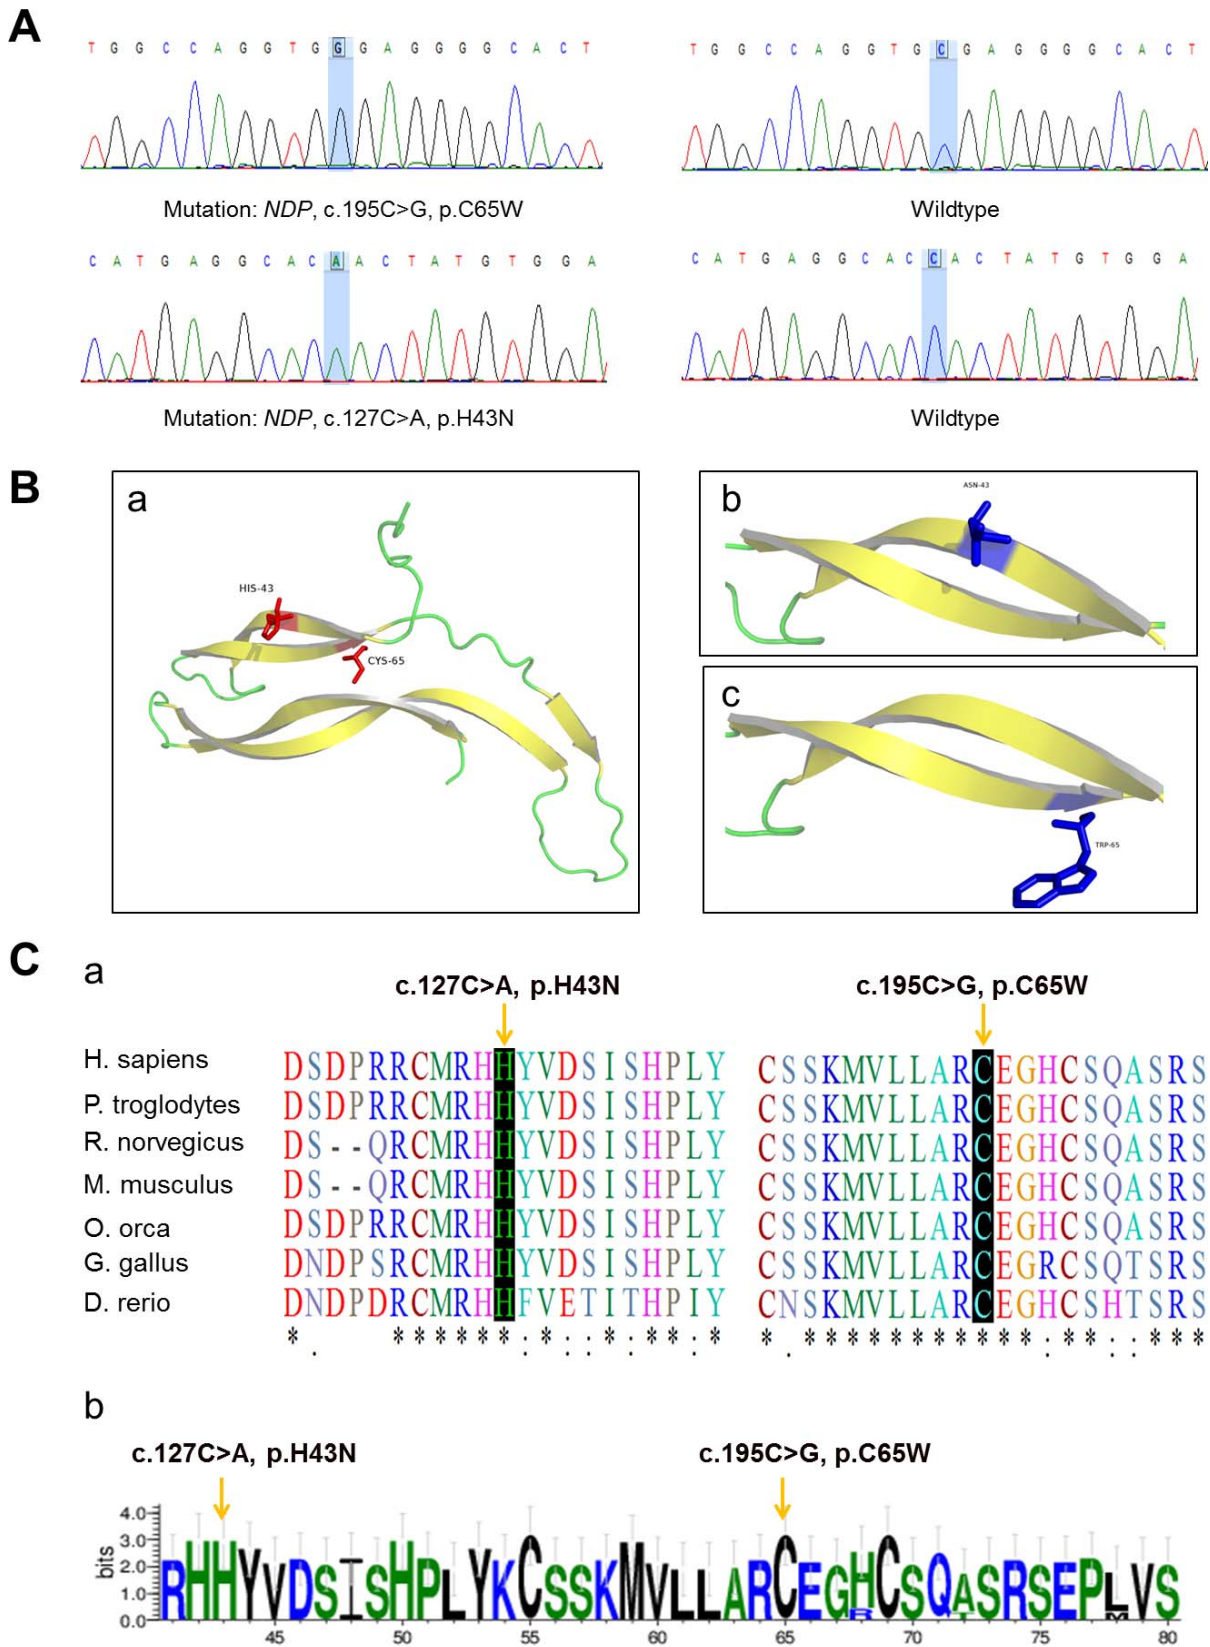 A
T G G C C A G G T G G G A G G G G C A C T
T G G C C A G G T G C G A G G G G C A C T
Mutation: NDP, c.195C>G, p.C65W
Wildtype
C A T G A G G C A C A A C T A T G T G G A
C A T G A G G C A C C A C T A T G T G G A
Mutation: NDP, c.127C>A, p.H43N
Wildtype
B
a
HIS-43
CYS-65
b
ASN-43
c
TRP-65
C
a
c.127C>A, p.H43N
c.195C>G, p.C65W
H. sapiens DSDPRRCMRHHYVDSISHPLY CSSKMVLLARCEGHCSQASRS
P. troglodytes DSDPRRCMRHHYVDSISHPLY CSSKMVLLARCEGHCSQASRS
R. norvegicus DS--QRCMRHHYVDSISHPLY CSSKMVLLARCEGHCSQASRS
M. musculus DS--QRCMRHHYVDSISHPLY CSSKMVLLARCEGHCSQASRS
O. orca DSDPRRCMRHHYVDSISHPLY CSSKMVLLARCEGHCSQASRS
G. gallus DNDPSRCMRHHYVDSISHPLY CSSKMVLLARCEGRCSQTSRS
D. rerio DNDPDRCMRHHFVETITHPIY CNSKMVLLARCEGHCSHTSRS
* . * * * * * * : * : : * : * * : * * . * * * * * * * * * * * : * * : : * * *
b
c.127C>A, p.H43N
c.195C>G, p.C65W
bits
4.0
3.0
2.0
1.0
0.0
RHHYVDSISHPLYKCSSKMVLLARCEGHCSQASRSEPLVS
45 50 55 60 65 70 75 80